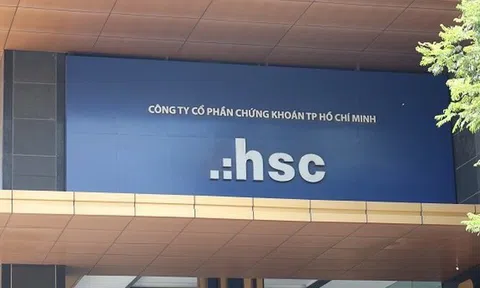 CÔNG TY CỔ PHẦN CHỨNG KHOÁN TP HỒ CHÍ MINH
.:hsc